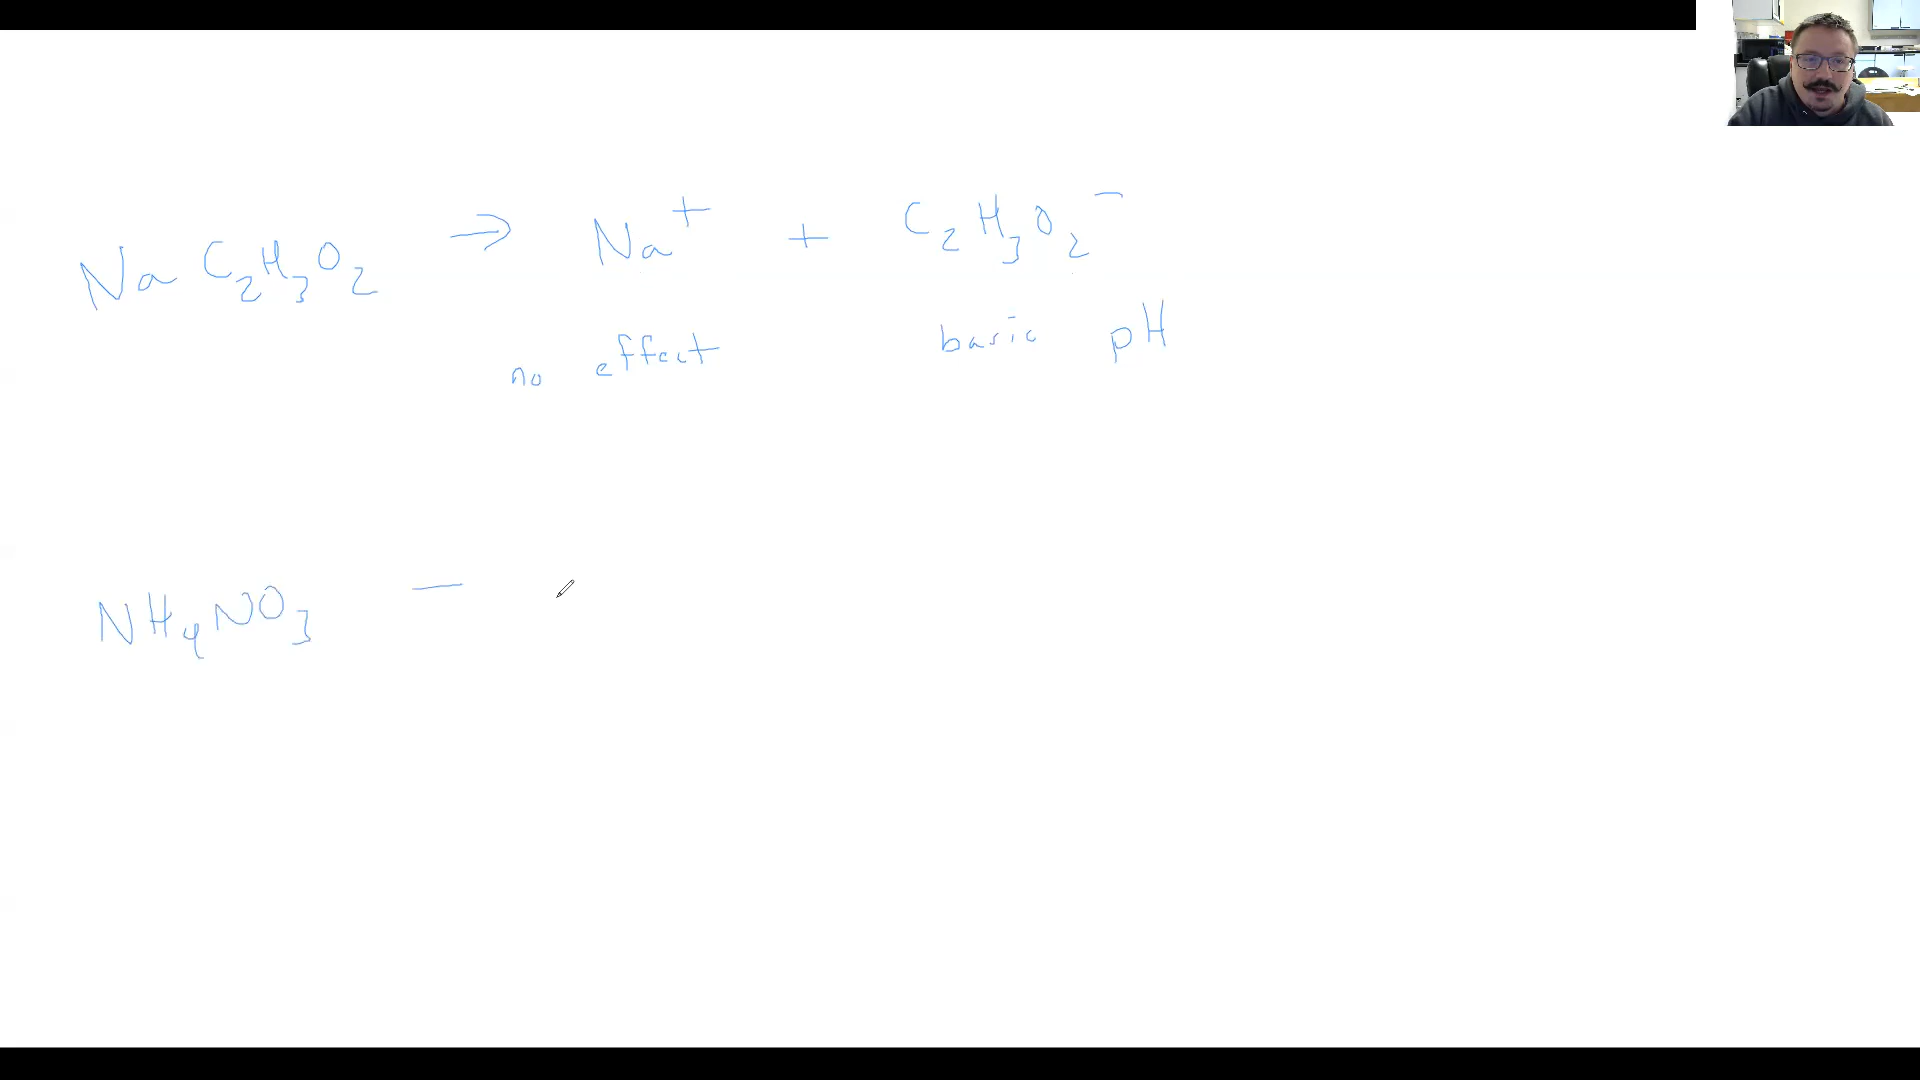 NaC₂H₃O₂ → Na⁺ + C₂H₃O₂⁻
no effect basic pH
NH₄NO₃ —